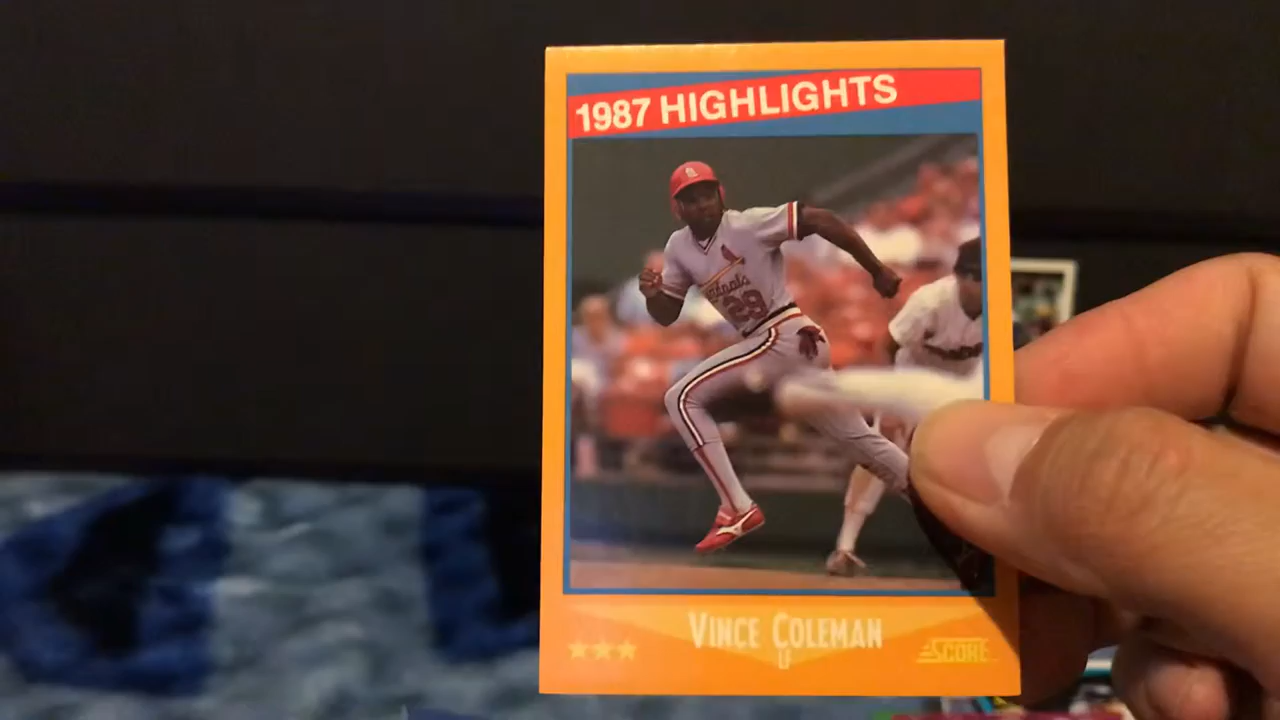 1987 HIGHLIGHTS
Cardinals
29
VINCE COLEMAN
LF
SCORE